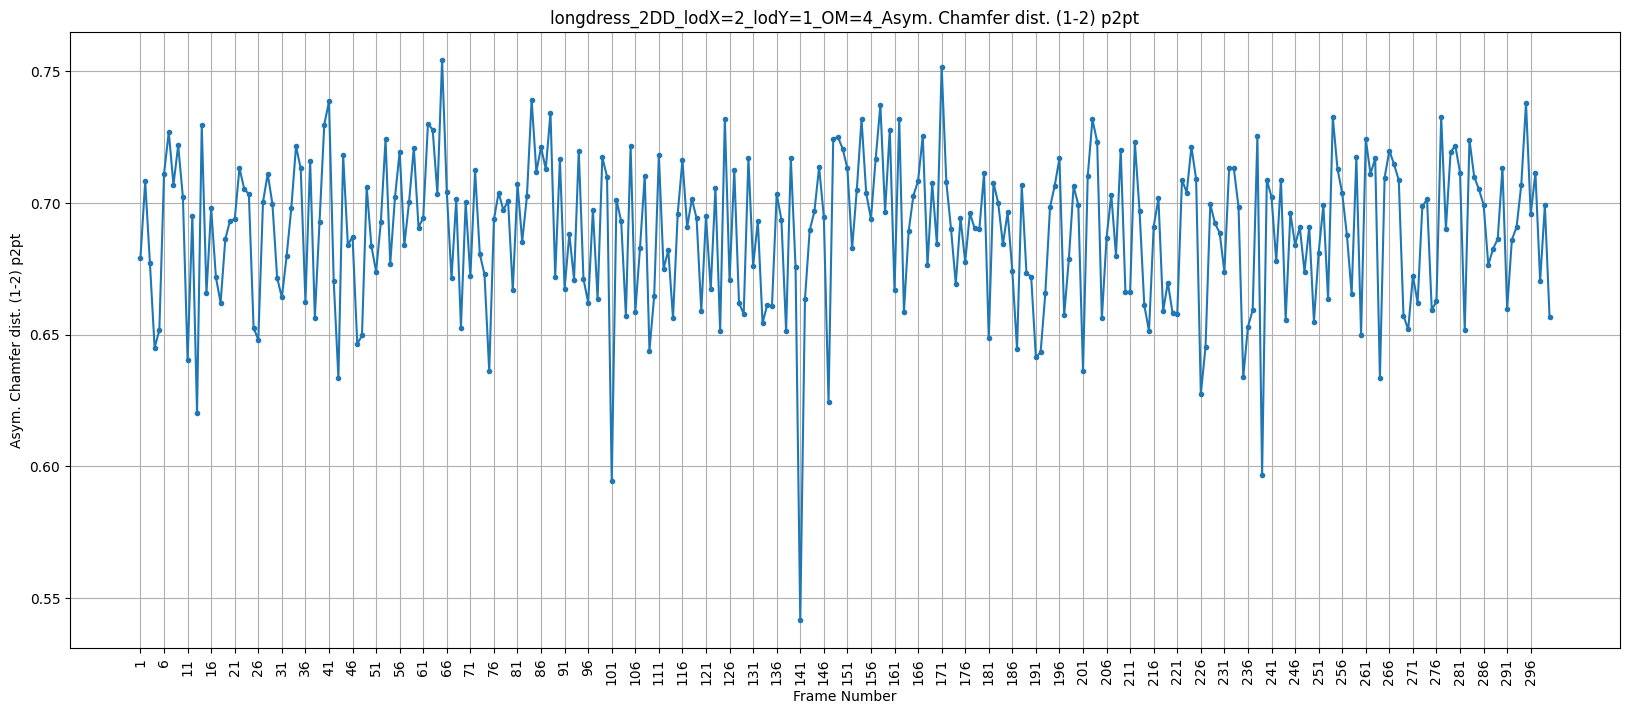 longdress_2DD_lodX=2_lodY=1_OM=4_Asym. Chamfer dist. (1-2) p2pt
Asym. Chamfer dist. (1-2) p2pt
0.75
0.70
0.65
0.60
0.55
1 6 11 16 21 26 31 36 41 46 51 56 61 66 71 76 81 86 91 96 101 106 111 116 121 126 131 136 141 146 151 156 161 166 171 176 181 186 191 196 201 206 211 216 221 226 231 236 241 246 251 256 261 266 271 276 281 286 291 296
Frame Number